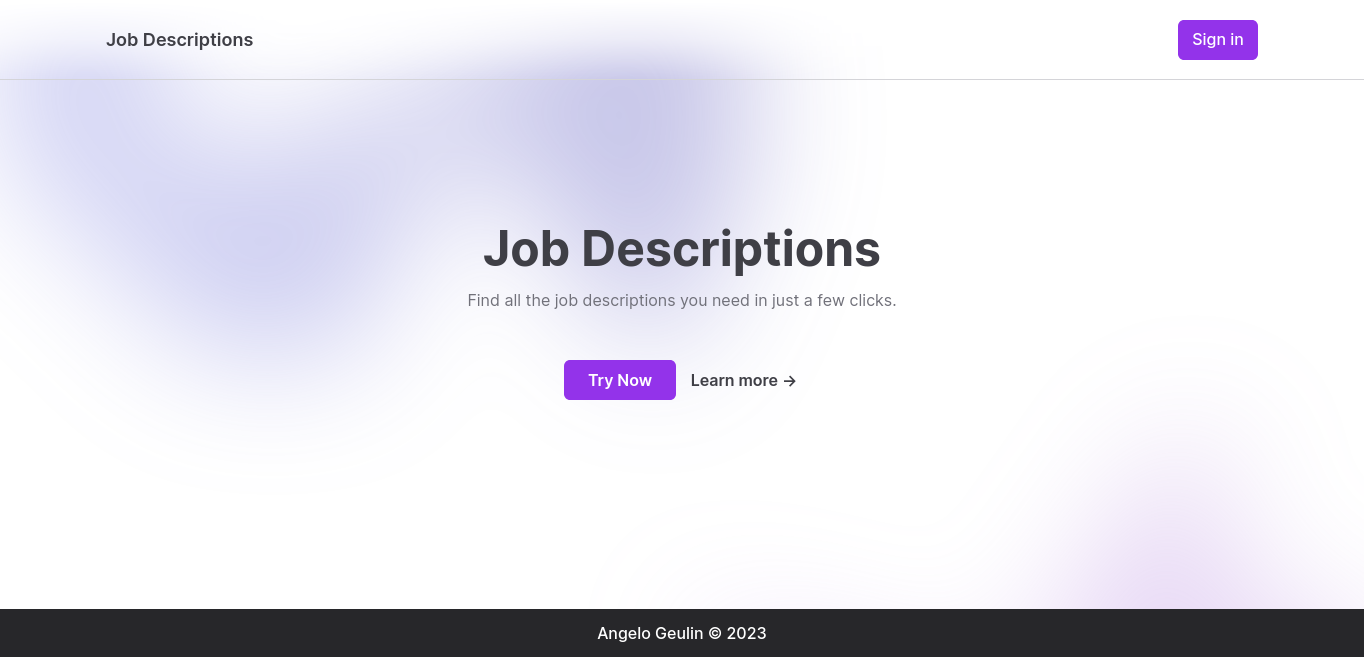 Job Descriptions
Sign in
Job Descriptions
Find all the job descriptions you need in just a few clicks.
Try Now
Learn more →
Angelo Geulin © 2023